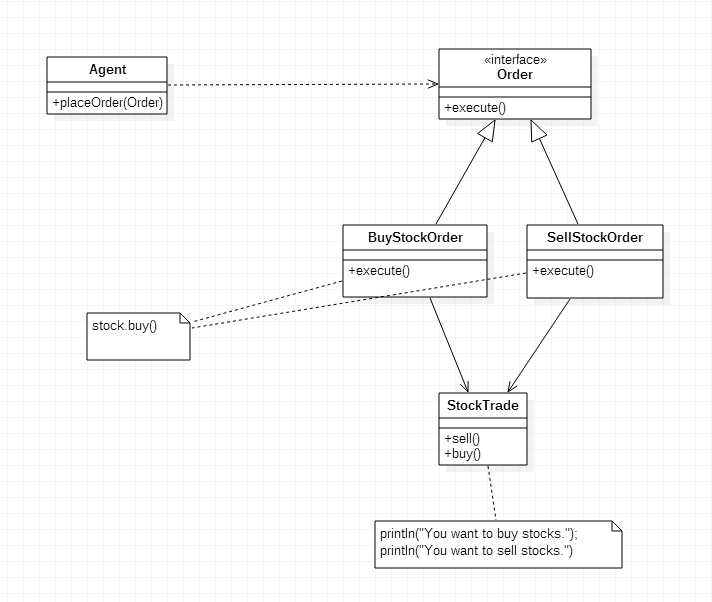 Agent
+placeOrder(Order)
«interface»
Order
+execute()
BuyStockOrder
+execute()
SellStockOrder
+execute()
stock.buy()
StockTrade
+sell()
+buy()
println("You want to buy stocks.");
println("You want to sell stocks.")